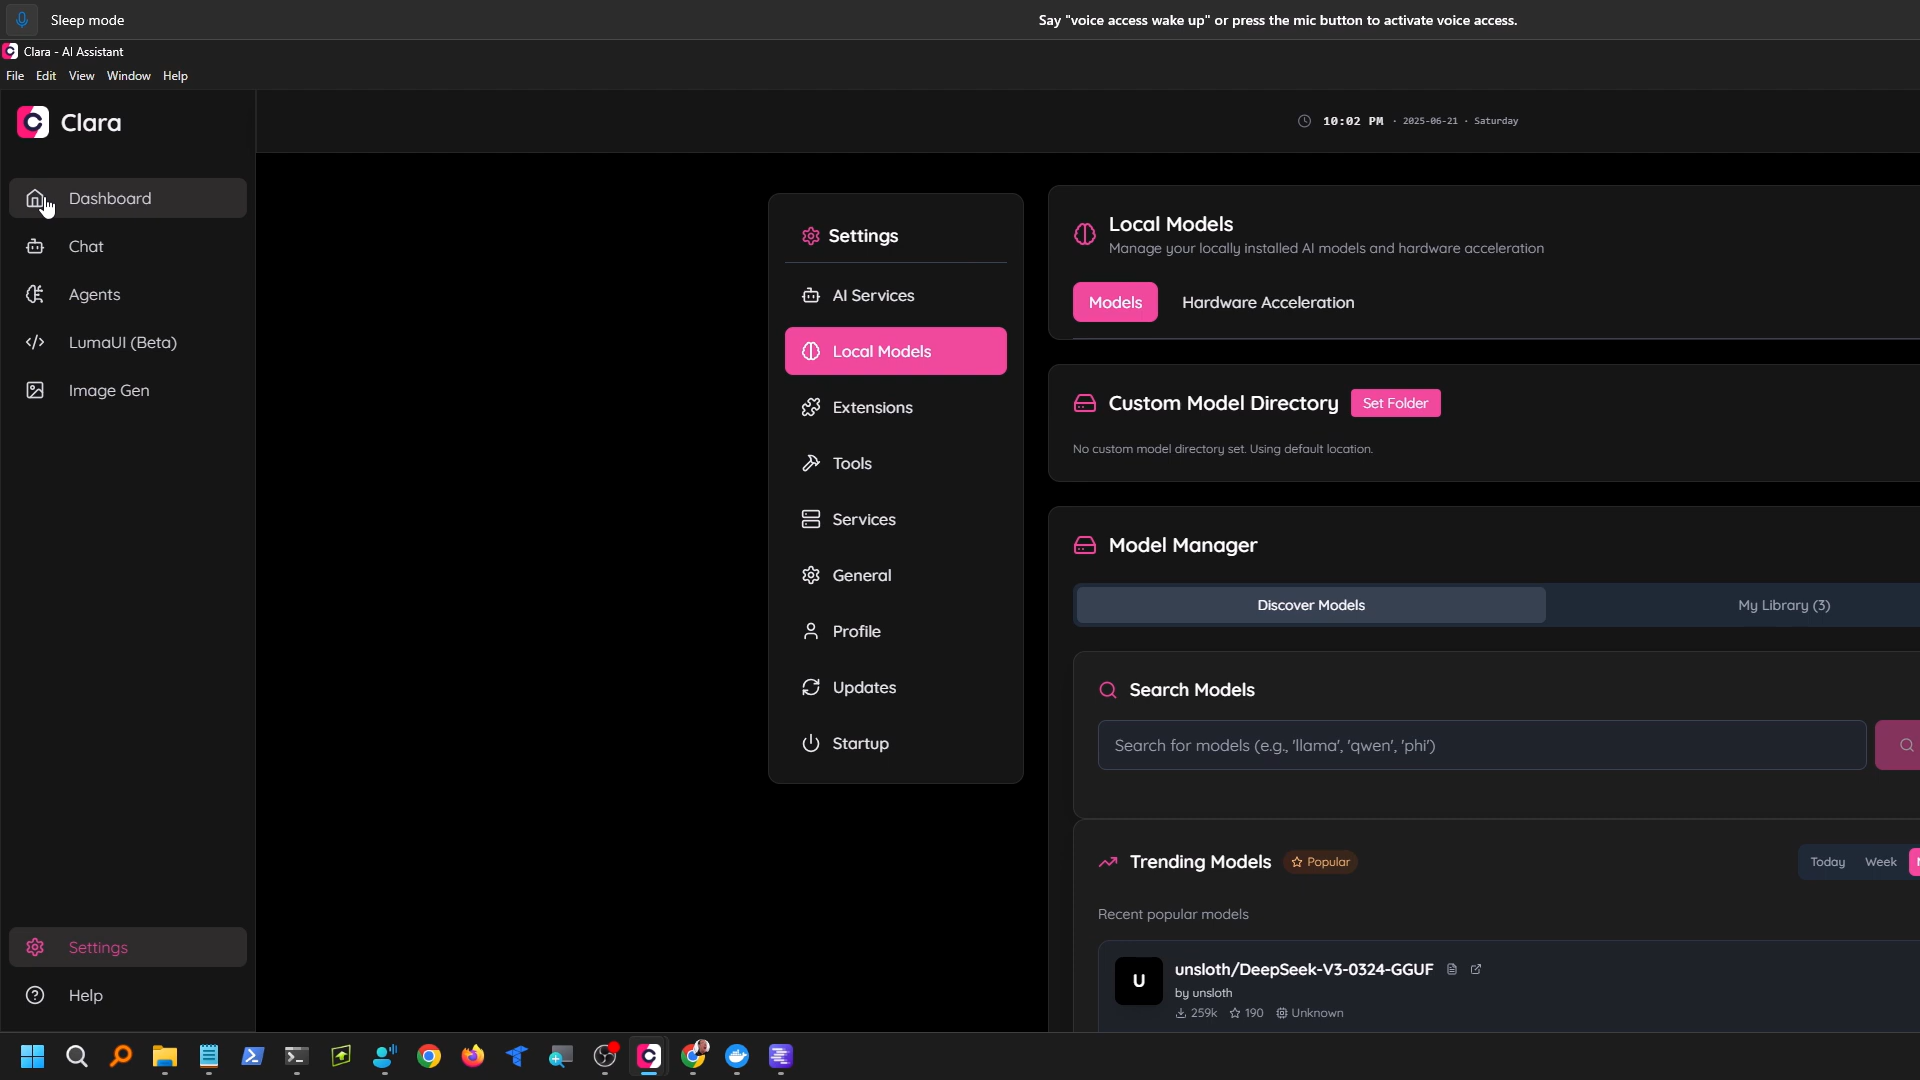 Sleep mode
Say "voice access wake up" or press the mic button to activate voice access.
Clara - AI Assistant
File Edit View Window Help
Clara
10:02 PM · 2025-06-21 · Saturday
Dashboard
Chat
Agents
LumaUI (Beta)
Image Gen
Settings
Help
Settings
AI Services
Local Models
Extensions
Tools
Services
General
Profile
Updates
Startup
Local Models
Manage your locally installed AI models and hardware acceleration
Models Hardware Acceleration
Custom Model Directory Set Folder
No custom model directory set. Using default location.
Model Manager
Discover Models My Library (3)
Search Models
Search for models (e.g., 'llama', 'qwen', 'phi')
Trending Models Popular Today Week
Recent popular models
U
unsloth/DeepSeek-V3-0324-GGUF
by unsloth
259k 190 Unknown